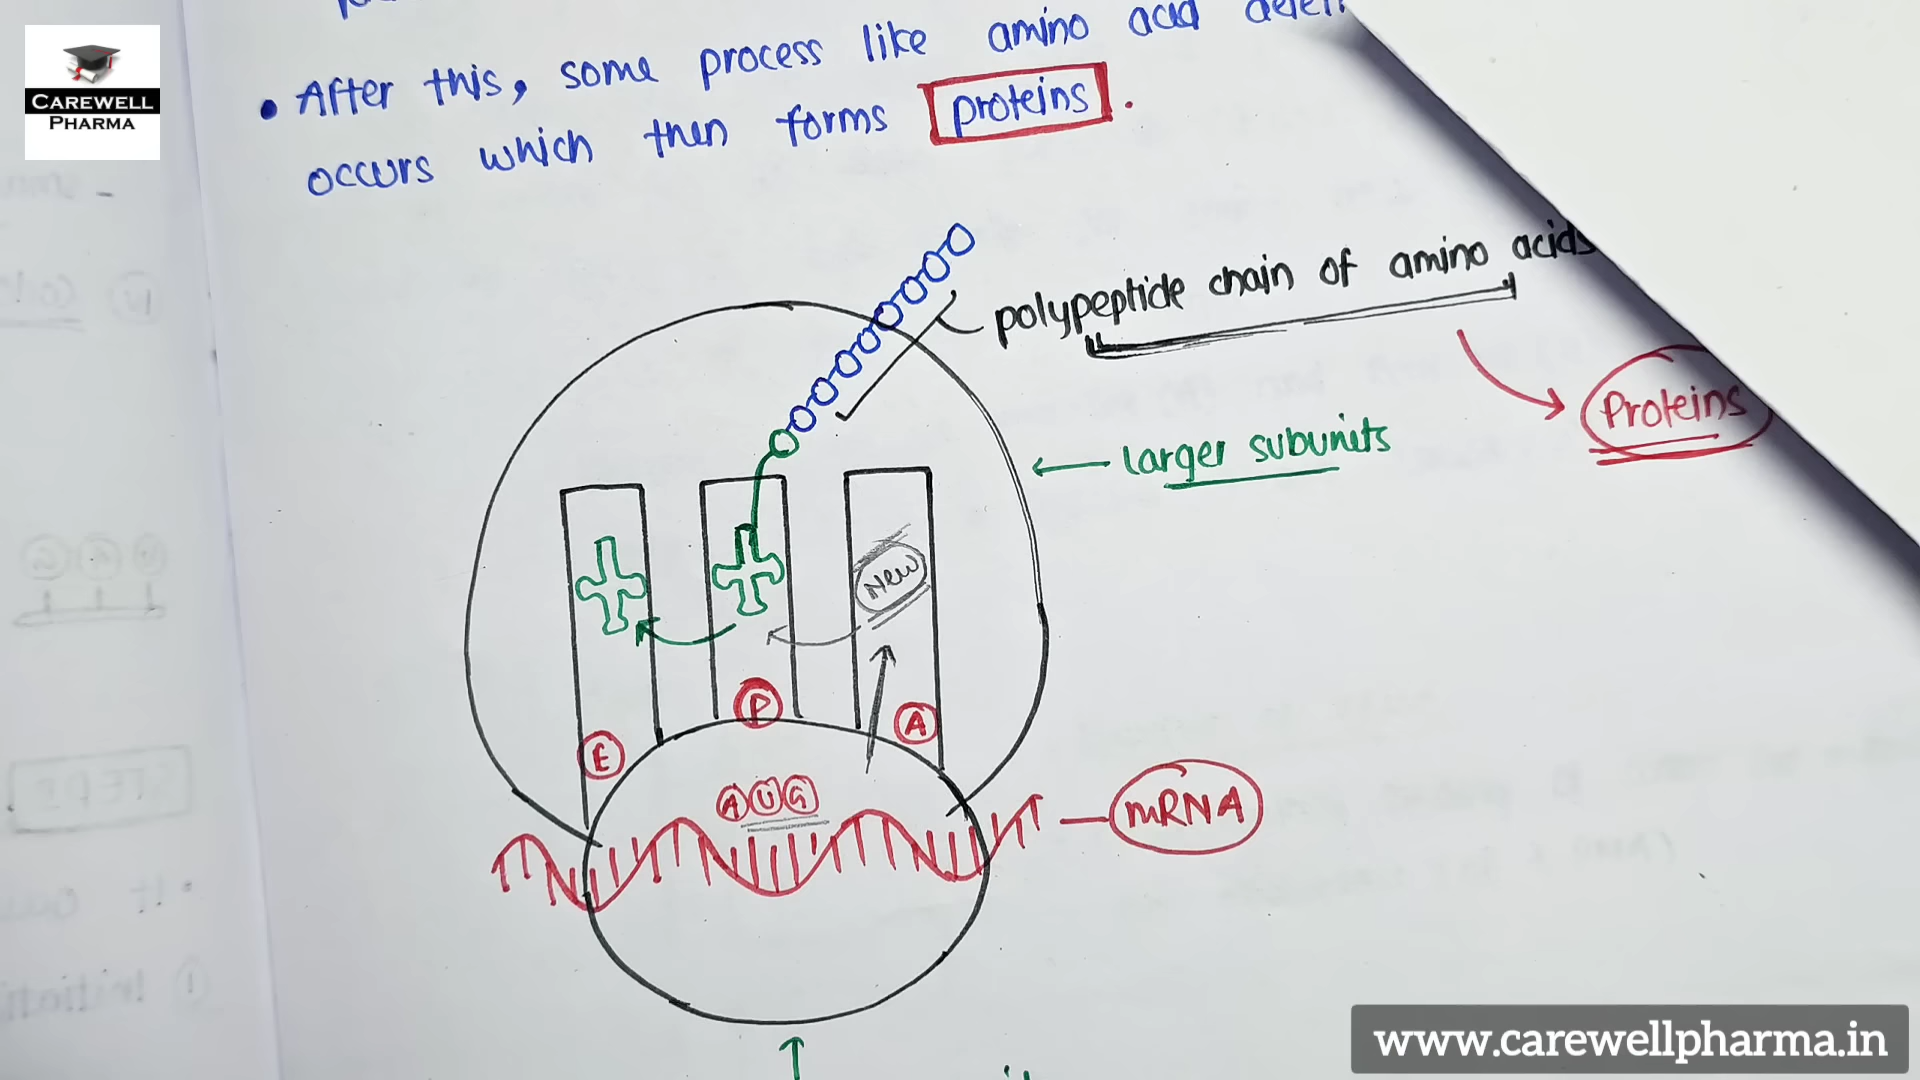 CAREWELL
PHARMA
• After this, some process like amino acid
occurs which then forms proteins.
polypeptide chain of amino acids
Proteins
larger subunits
New
P
A
E
AUG
mRNA
www.carewellpharma.in